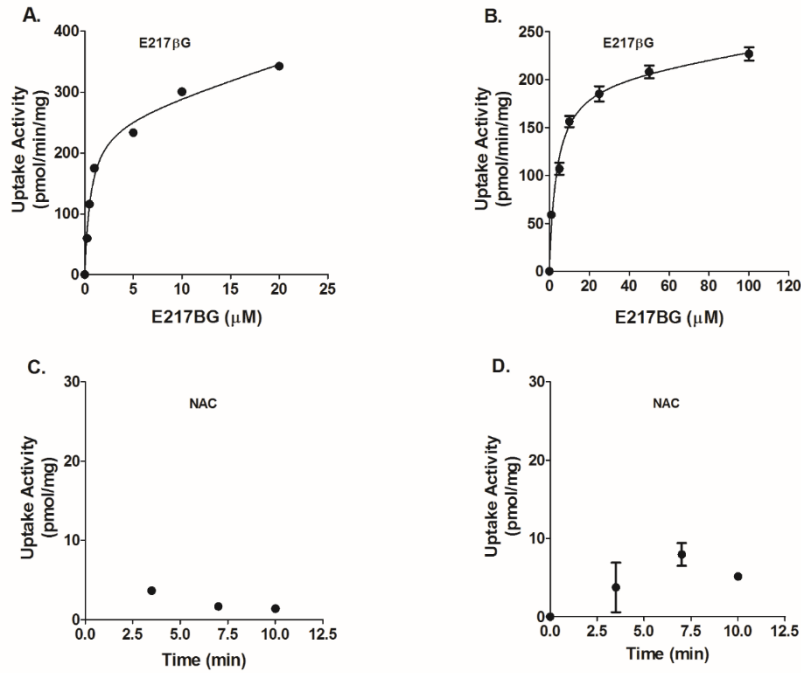 A.
E217βG
Uptake Activity
(pmol/min/mg)
400
300
200
100
0
0 5 10 15 20 25
E217BG (µM)
B.
E217βG
Uptake Activity
(pmol/min/mg)
250
200
150
100
50
0
0 20 40 60 80 100 120
E217BG (µM)
C.
NAC
Uptake Activity
(pmol/mg)
30
20
10
0
0.0 2.5 5.0 7.5 10.0 12.5
Time (min)
D.
NAC
Uptake Activity
(pmol/mg)
30
20
10
0
0.0 2.5 5.0 7.5 10.0 12.5
Time (min)